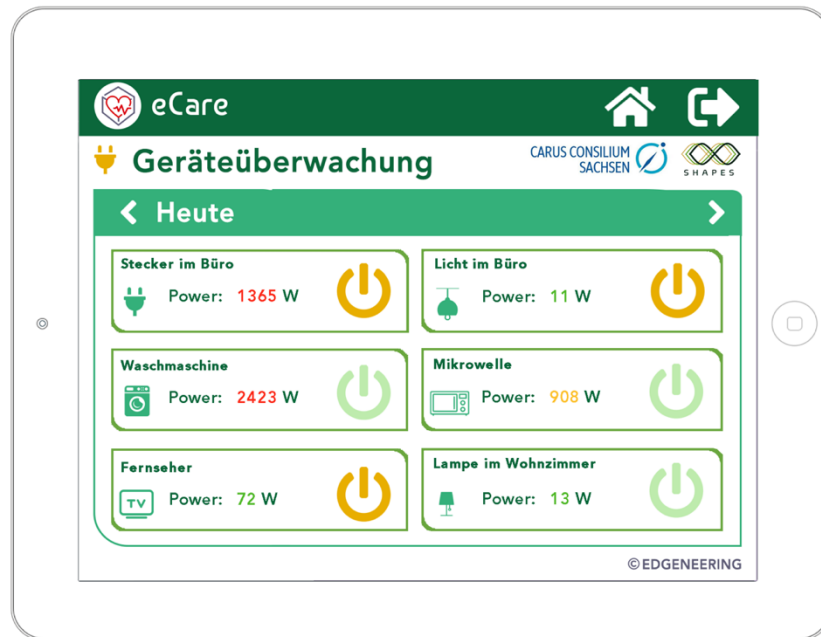 eCare
Geräteüberwachung
CARUS CONSILIUM
SACHSEN
SHAPES
Heute
Stecker im Büro
Power: 1365 W
Licht im Büro
Power: 11 W
Waschmaschine
Power: 2423 W
Mikrowelle
Power: 908 W
Fernseher
TV
Power: 72 W
Lampe im Wohnzimmer
Power: 13 W
©EDGENEERING